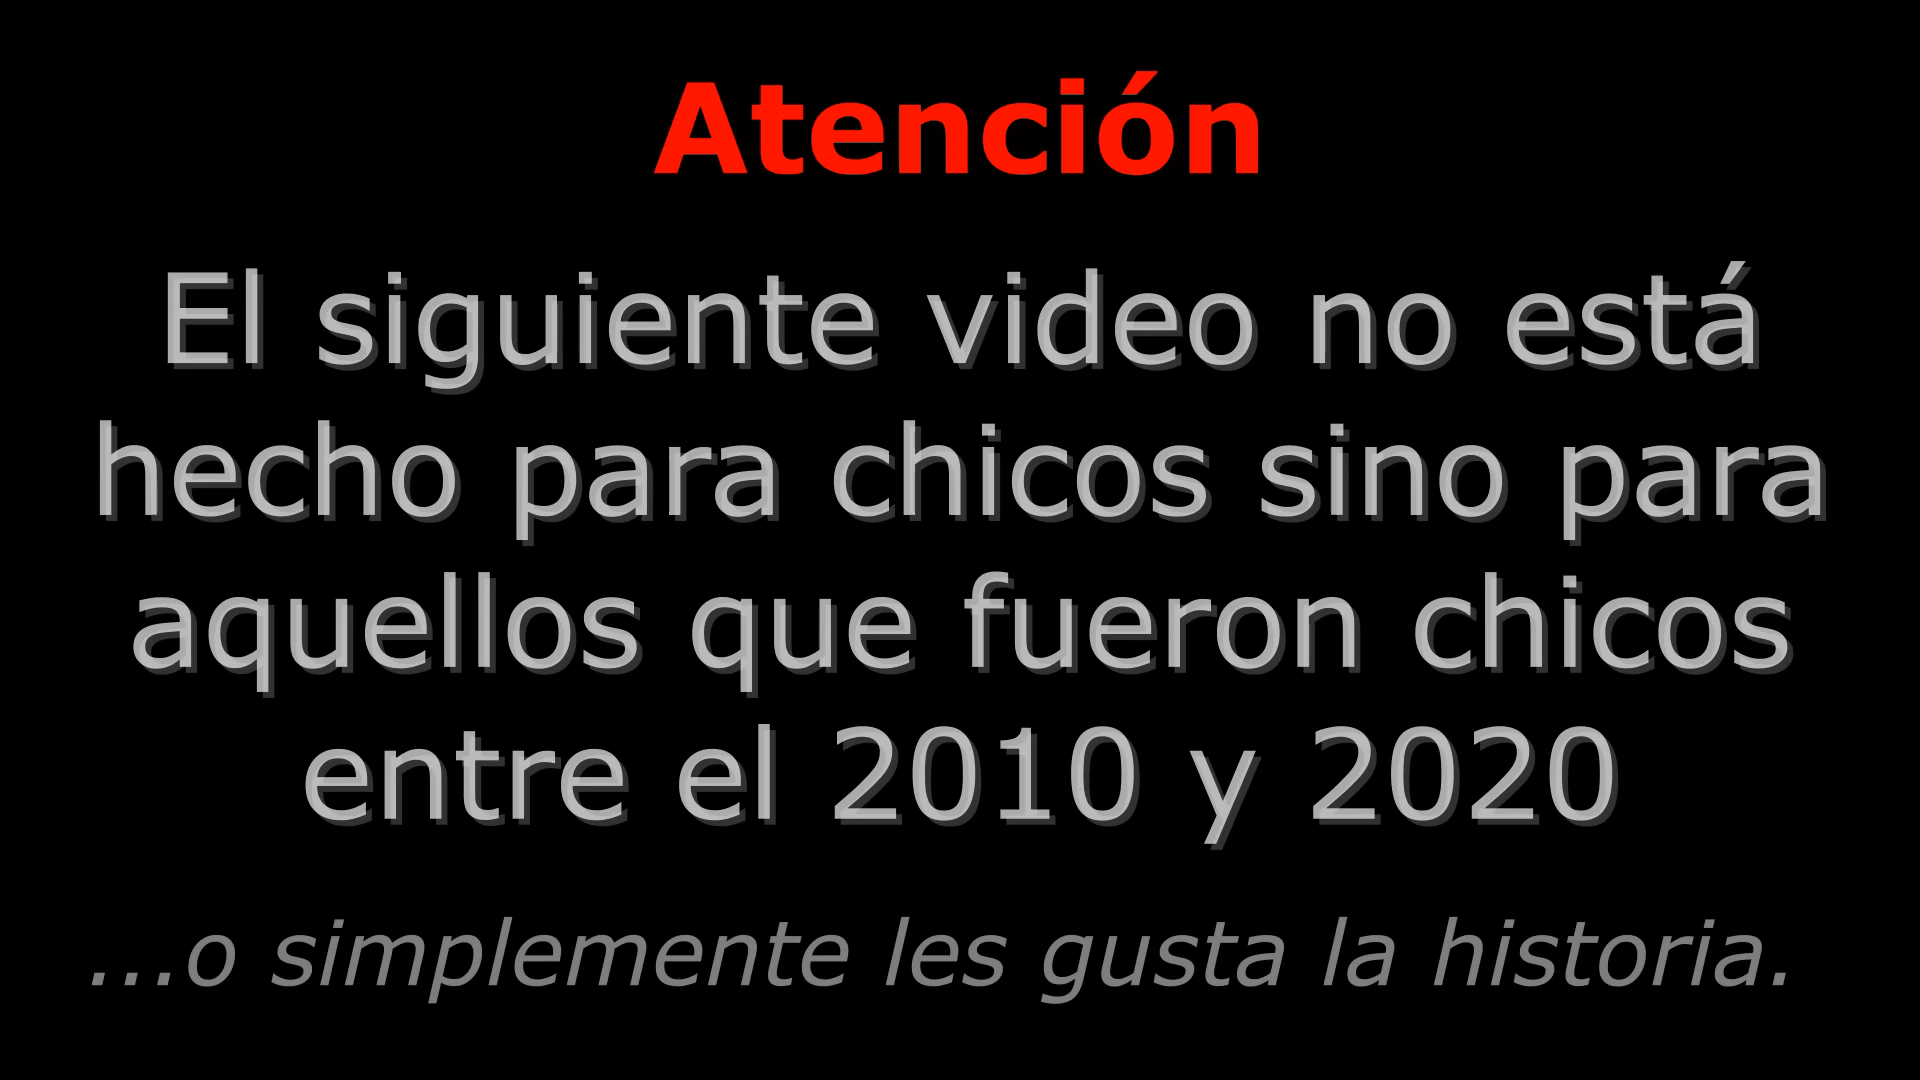 Atención
El siguiente video no está
hecho para chicos sino para
aquellos que fueron chicos
entre el 2010 y 2020
...o simplemente les gusta la historia.